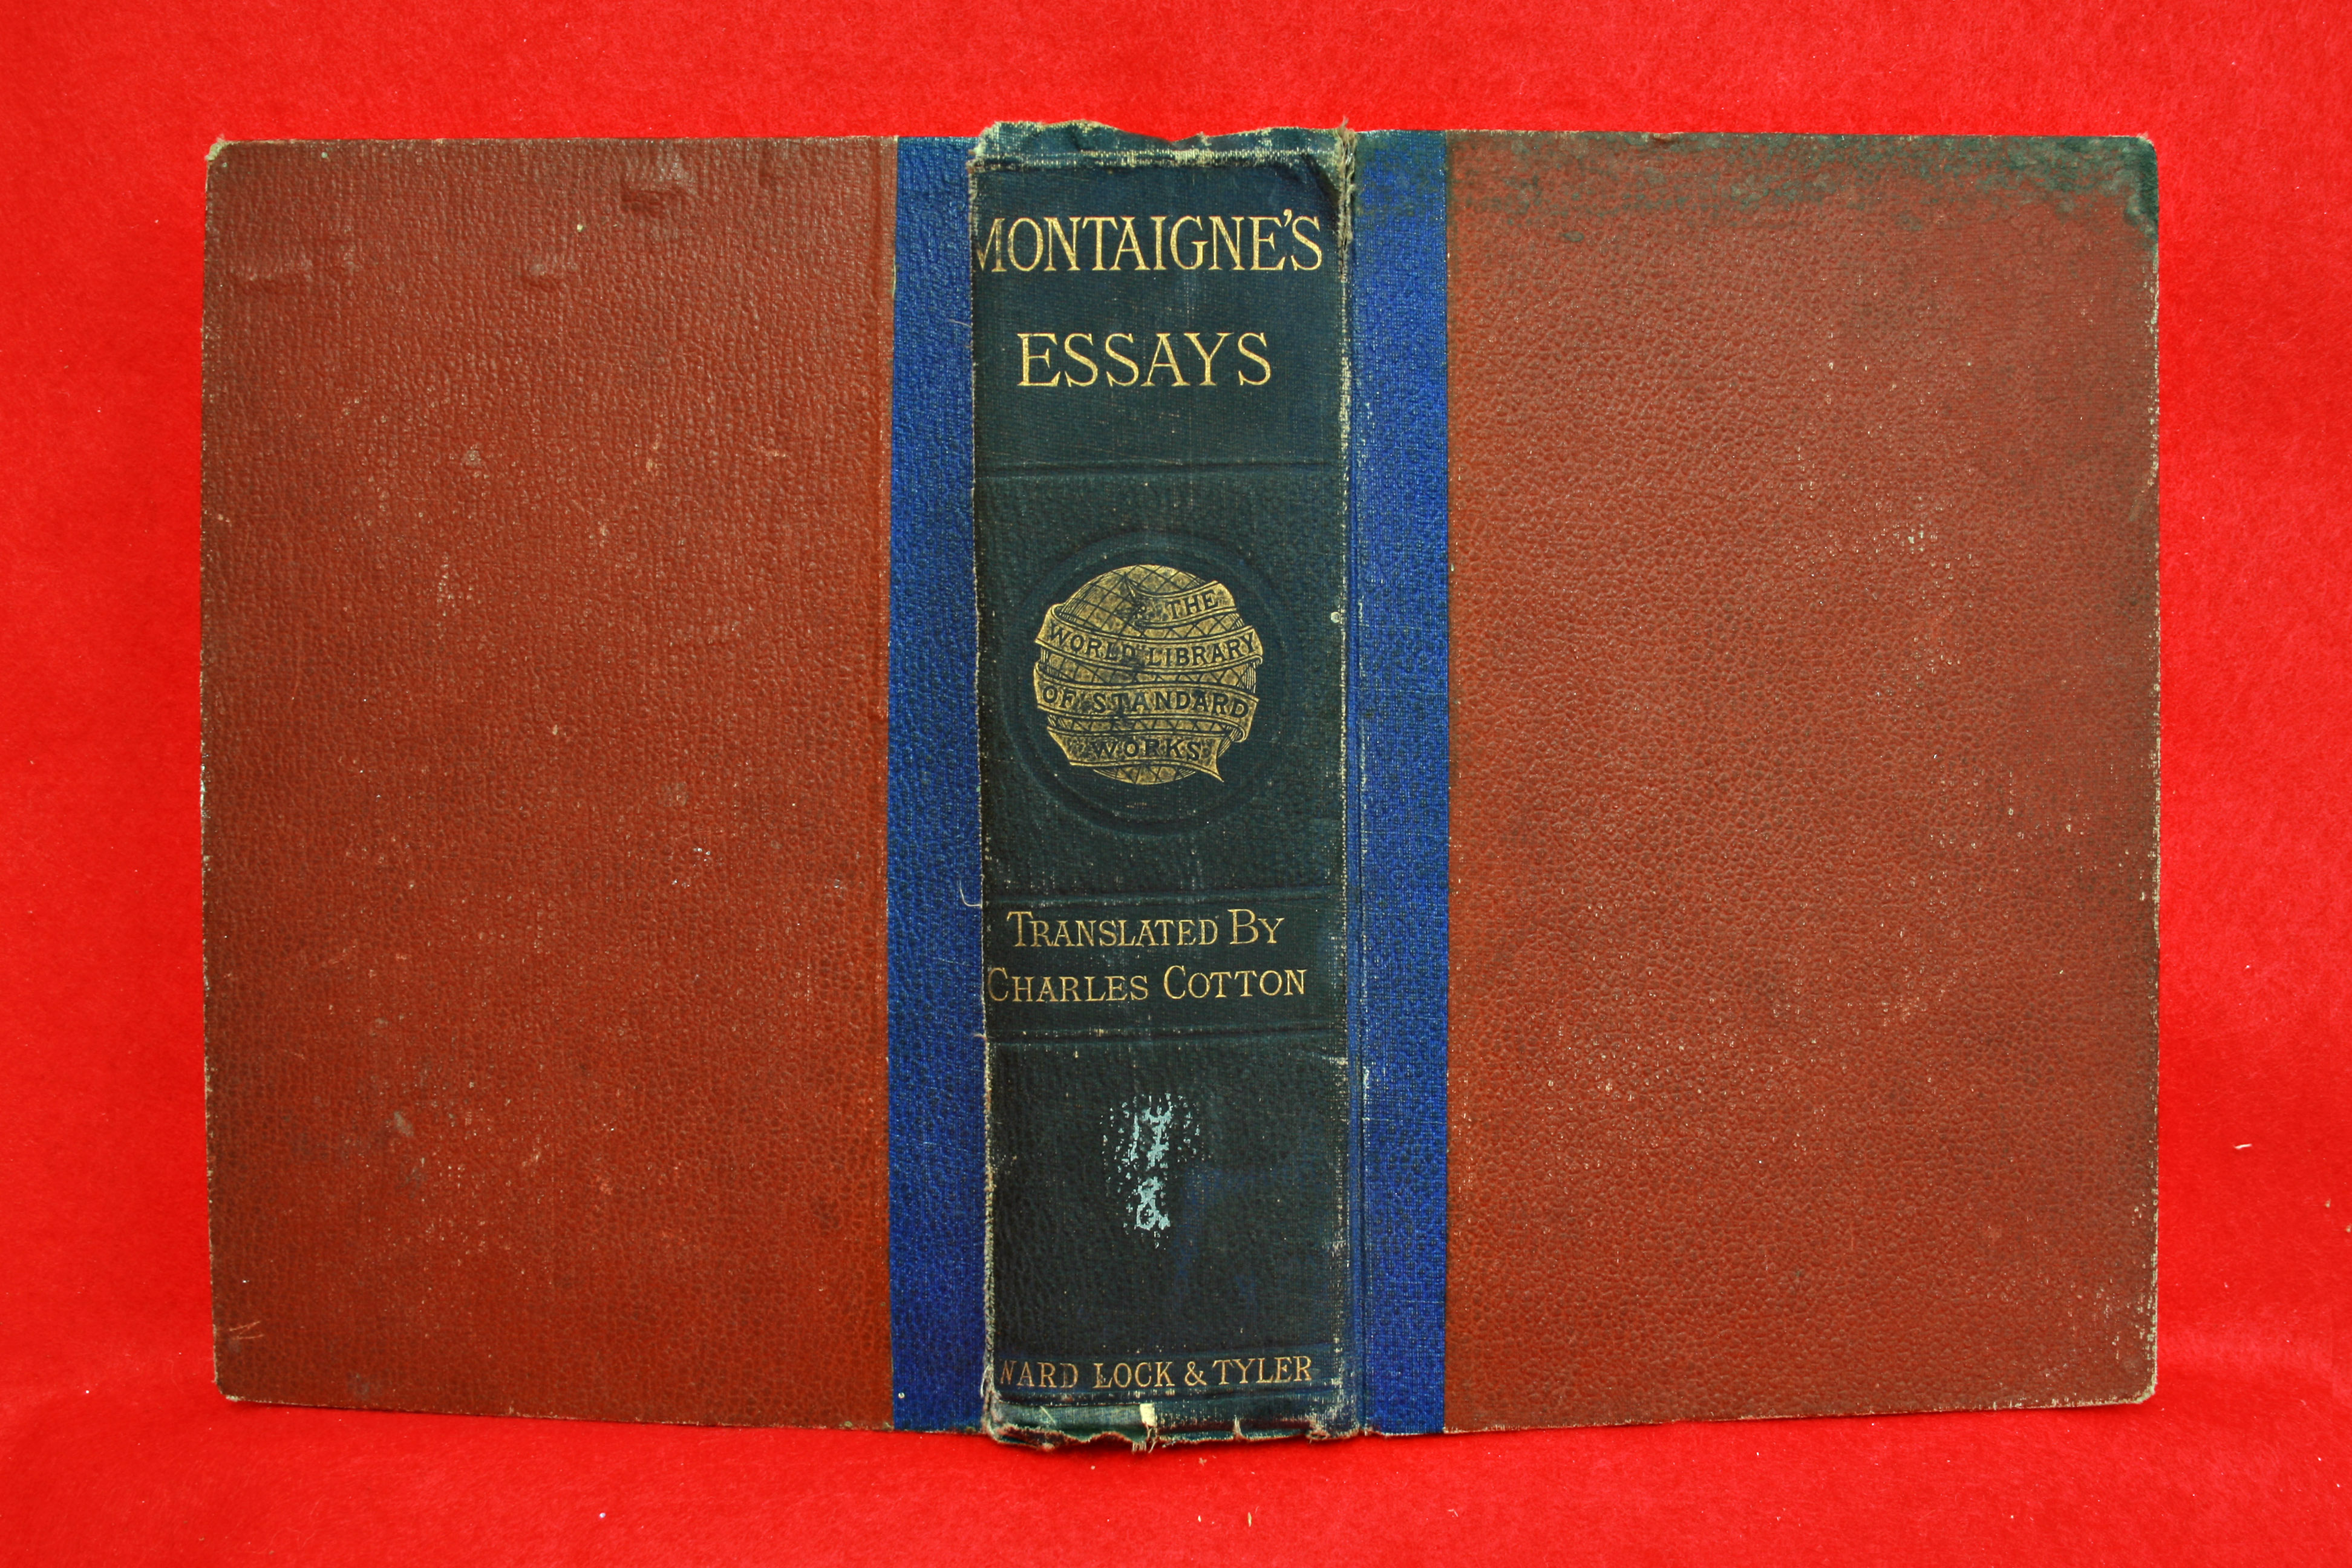 MONTAIGNE'S
ESSAYS
THE
WORLD LIBRARY
OF STANDARD
WORKS
TRANSLATED BY
CHARLES COTTON
WARD LOCK & TYLER